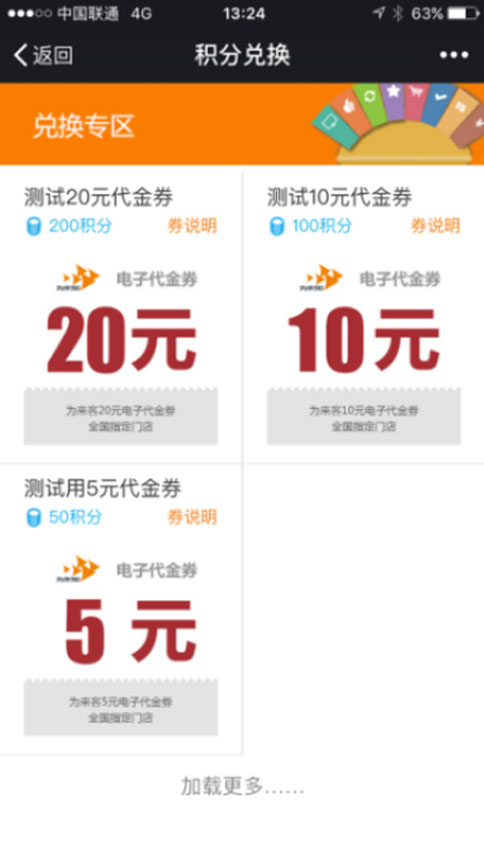 中国联通 4G 13:24 63%
返回 积分兑换
兑换专区
测试20元代金券
200积分 券说明
电子代金券
20元
为来客20元电子代金券
全国指定门店
测试10元代金券
100积分 券说明
电子代金券
10元
为来客10元电子代金券
全国指定门店
测试用5元代金券
50积分 券说明
电子代金券
5 元
为来客5元电子代金券
全国指定门店
加载更多......